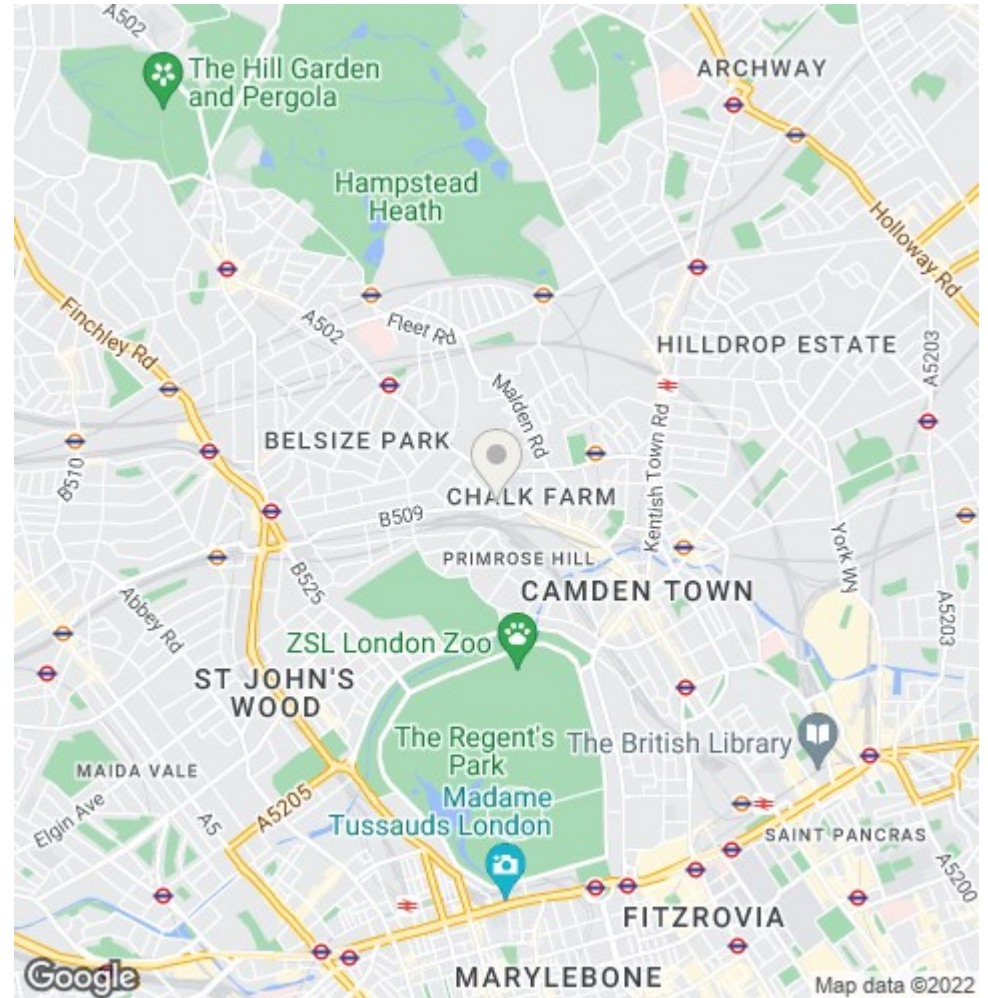 A502
The Hill Garden
and Pergola
ARCHWAY
Hampstead
Heath
Holloway Rd
Finchley Rd
A502
Fleet Rd
HILLDROP ESTATE
A5203
Malden Rd
BELSIZE PARK
B510
Kentish Town Rd
CHALK FARM
B509
PRIMROSE HILL
York Wy
B525
CAMDEN TOWN
Abbey Rd
A5203
ZSL London Zoo
ST JOHN'S
WOOD
The Regent's
Park
The British Library
MAIDA VALE
Madame
Tussauds London
A5205
Elgin Ave
A5
SAINT PANCRAS
A5200
FITZROVIA
MARYLEBONE
Google
Map data ©2022